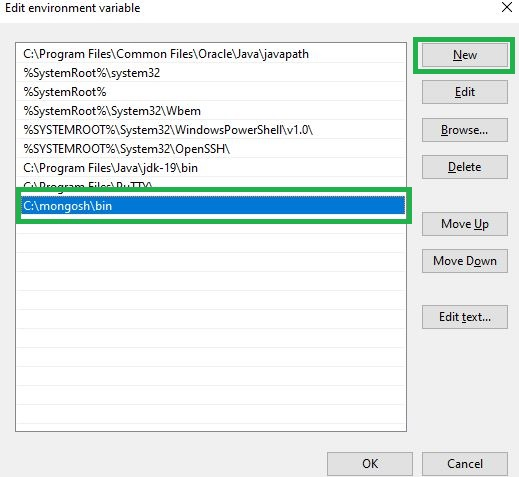 Edit environment variable
C:\Program Files\Common Files\Oracle\Java\javapath
%SystemRoot%\system32
%SystemRoot%
%SystemRoot%\System32\Wbem
%SYSTEMROOT%\System32\WindowsPowerShell\v1.0\
%SYSTEMROOT%\System32\OpenSSH\
C:\Program Files\Java\jdk-19\bin
C:\Program Files\PuTTY\
C:\mongosh\bin
New
Edit
Browse...
Delete
Move Up
Move Down
Edit text...
OK
Cancel